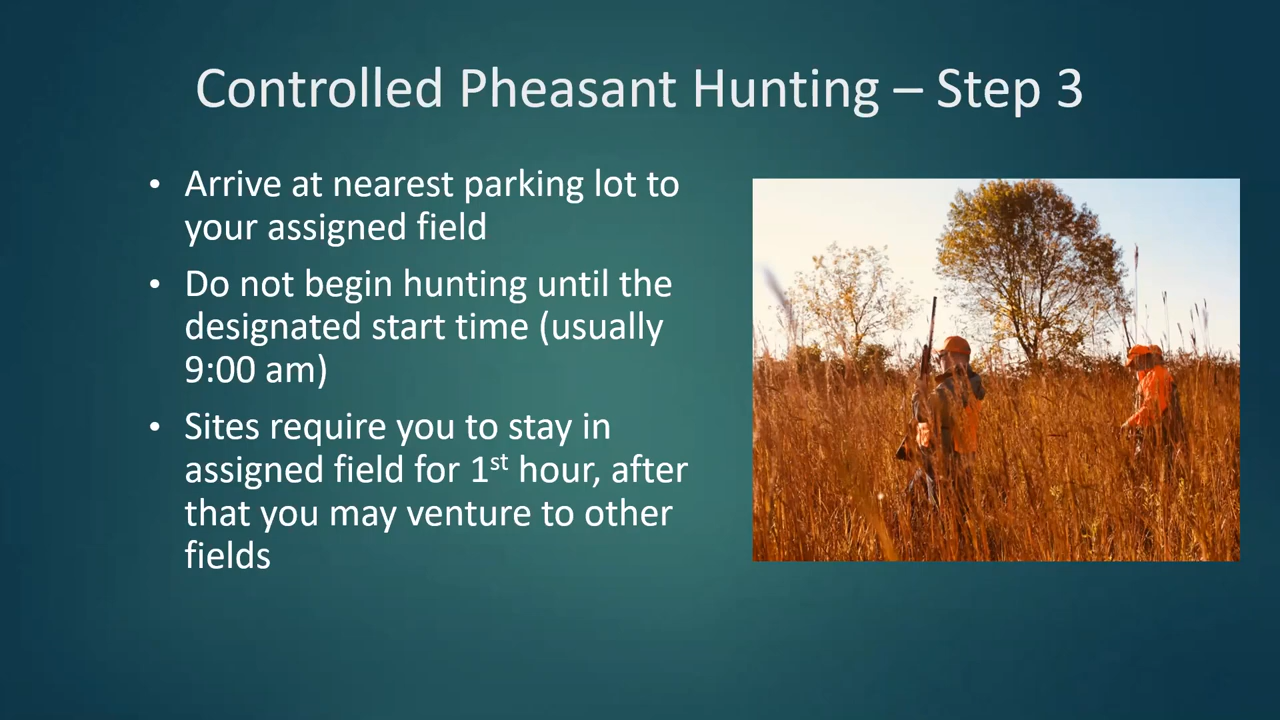 Controlled Pheasant Hunting – Step 3
• Arrive at nearest parking lot to
your assigned field
• Do not begin hunting until the
designated start time (usually
9:00 am)
• Sites require you to stay in
assigned field for 1st hour, after
that you may venture to other
fields